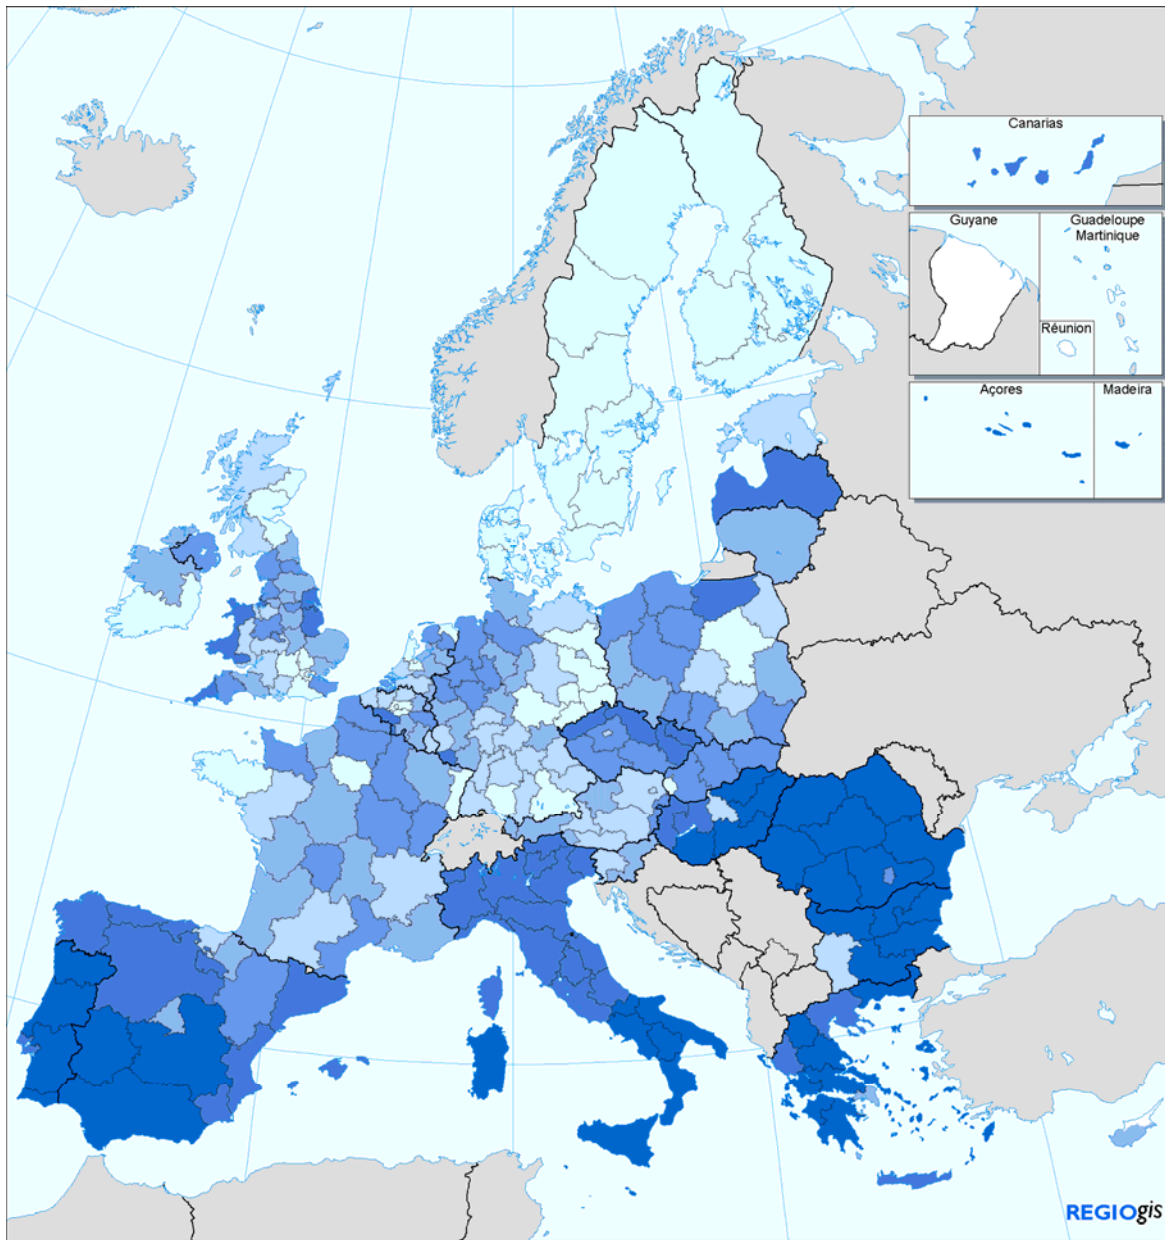 Canarias
Guyane
Guadeloupe
Martinique
Réunion
Açores
Madeira
REGIOgis